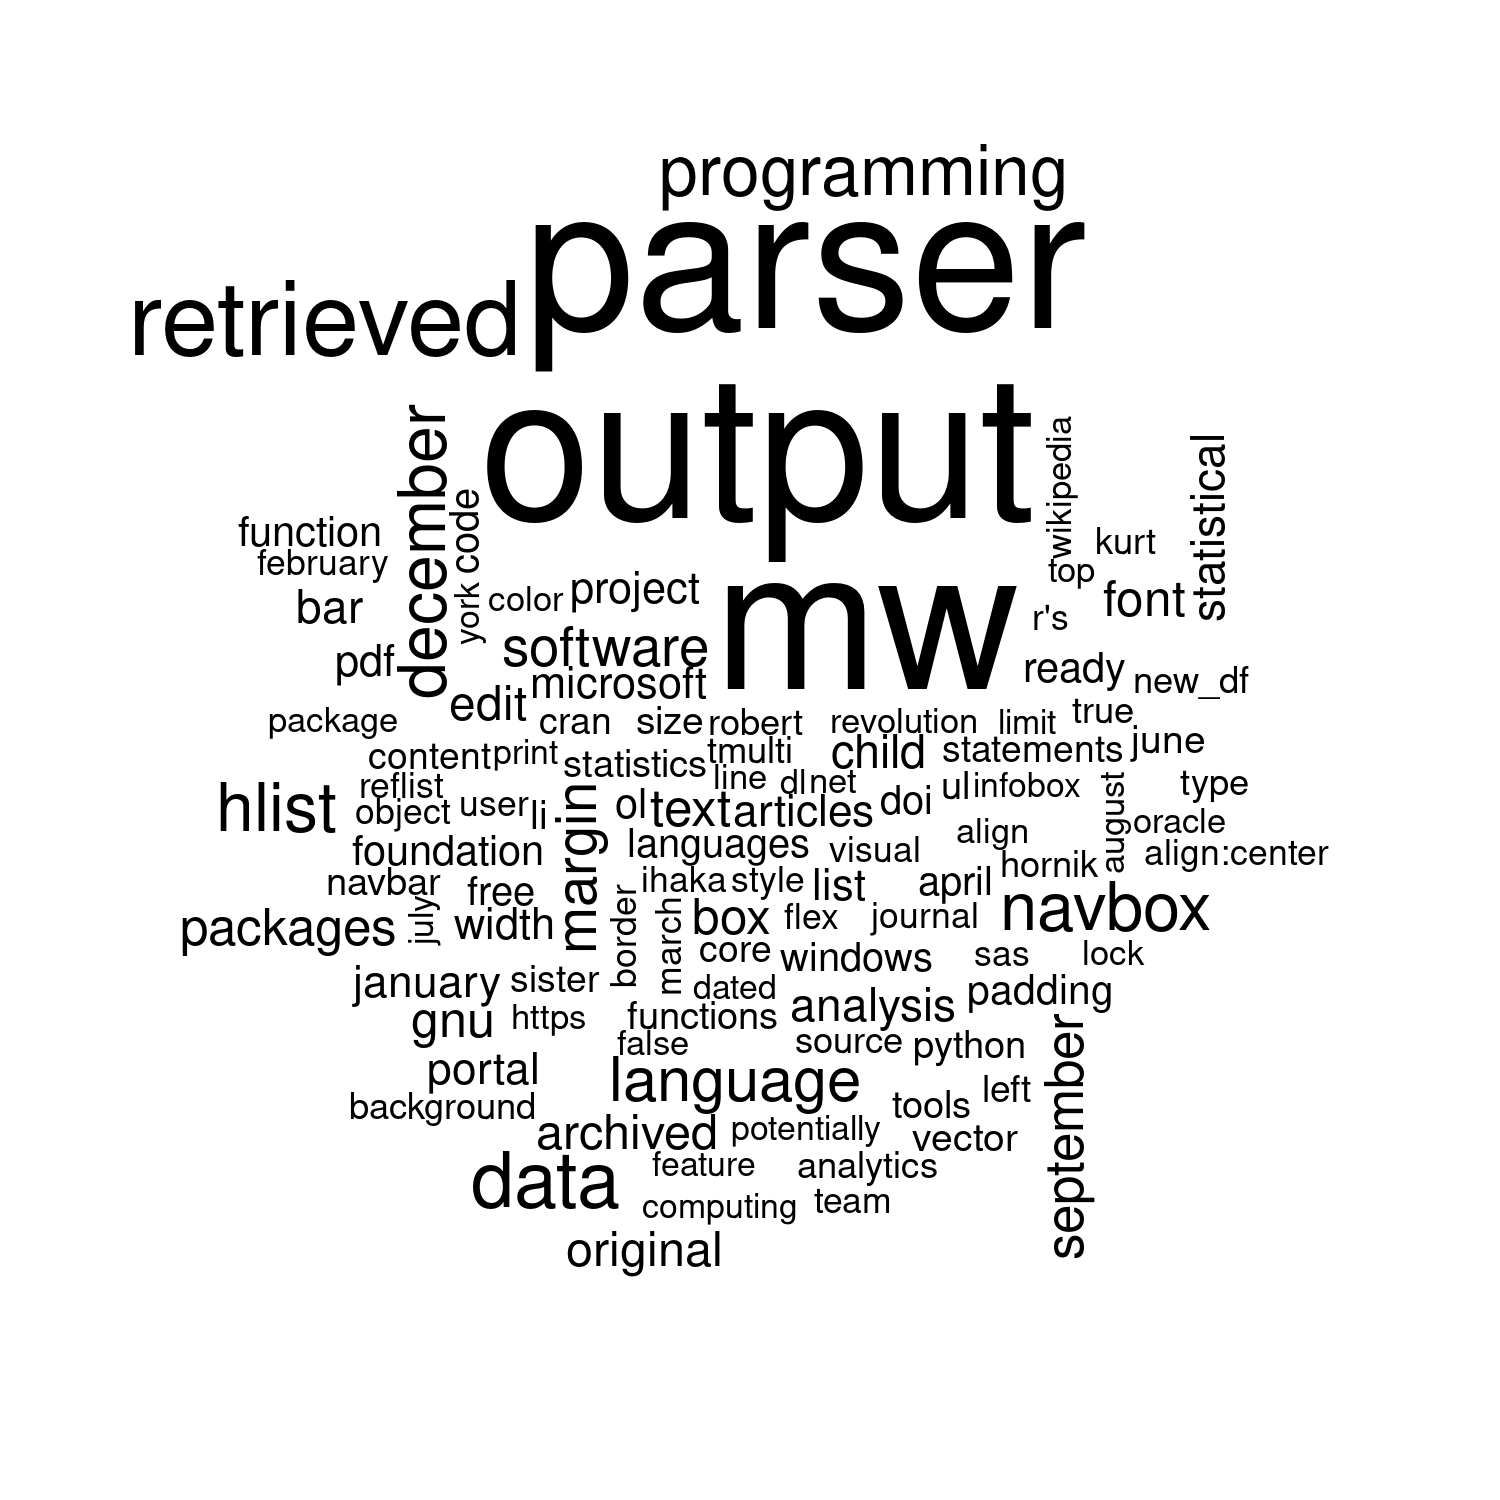 programming
parser
retrieved
output
december
wikipedia
statistical
code
function
february
kurt
top
york
color
project
bar
font
r's
mw
software
pdf
ready
new_df
microsoft
edit
package
cran
size
robert
revolution
limit
true
content
print
statistics
tmulti
child
statements
june
reflist
line
dl
net
ul
infobox
august
type
hlist
object
user
li
margin
ol
text
articles
doi
align
oracle
foundation
languages
visual
hornik
align:center
navbar
free
ihaka
style
list
april
navbox
packages
july
width
border
march
box
flex
journal
core
windows
sas
lock
january
sister
dated
analysis
padding
gnu
https
functions
false
source
python
september
portal
language
left
background
tools
archived
potentially
vector
data
feature
analytics
computing
team
original